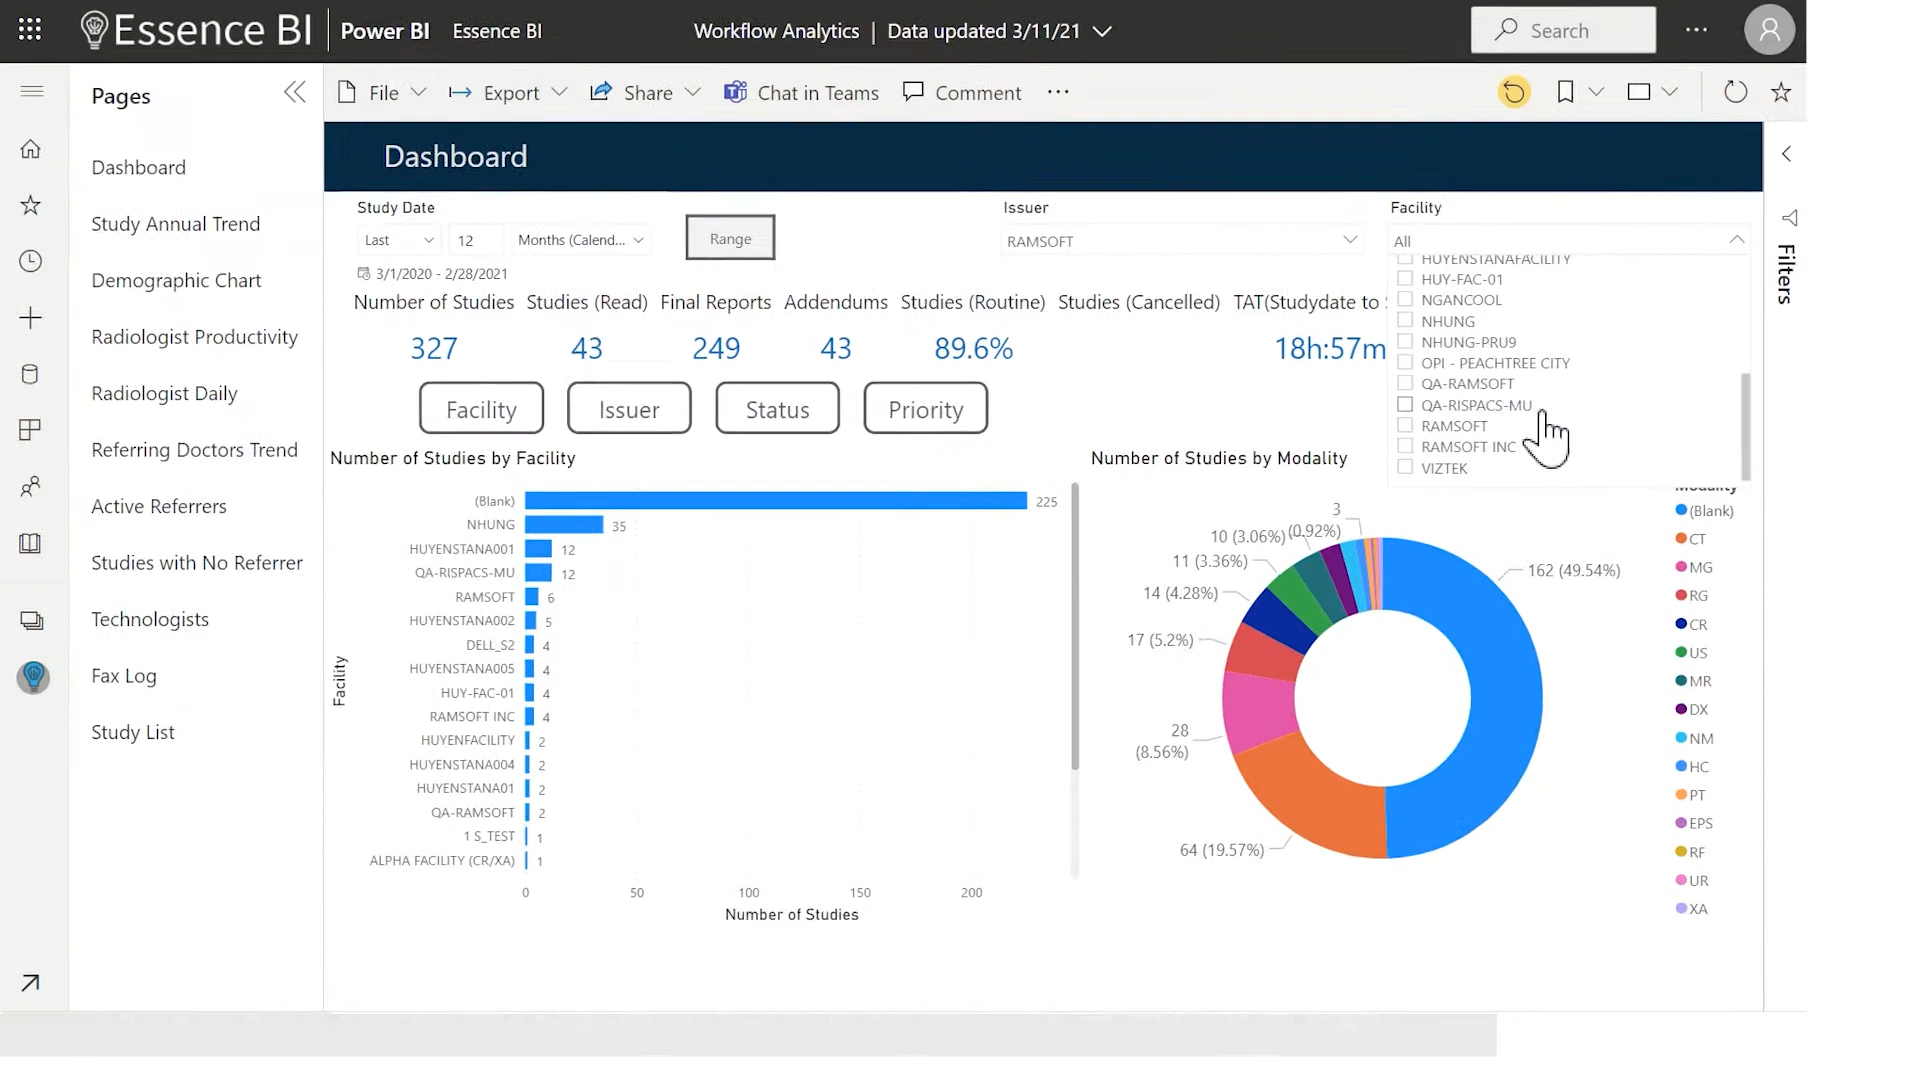 Essence BI
Power BI
Essence BI
Workflow Analytics | Data updated 3/11/21
Search
Pages
Dashboard
Study Annual Trend
Demographic Chart
Radiologist Productivity
Radiologist Daily
Referring Doctors Trend
Active Referrers
Studies with No Referrer
Technologists
Fax Log
Study List
File
Export
Share
Chat in Teams
Comment
Dashboard
Study Date
Last
12
Months (Calend...
Range
3/1/2020 - 2/28/2021
Issuer
RAMSOFT
Facility
All
HUYENSTANAFACILITY
HUY-FAC-01
NGANCOOL
NHUNG
NHUNG-PRU9
OPI - PEACHTREE CITY
QA-RAMSOFT
QA-RISPACS-MU
RAMSOFT
RAMSOFT INC
VIZTEK
Filters
Number of Studies
327
Studies (Read)
43
Final Reports
249
Addendums
43
Studies (Routine)
89.6%
Studies (Cancelled)
TAT(Studydate to
18h:57m
Facility
Issuer
Status
Priority
Number of Studies by Facility
Facility
(Blank) 225
NHUNG 35
HUYENSTANA001 12
QA-RISPACS-MU 12
RAMSOFT 6
HUYENSTANA002 5
DELL_S2 4
HUYENSTANA005 4
HUY-FAC-01 4
RAMSOFT INC 4
HUYENFACILITY 2
HUYENSTANA004 2
HUYENSTANA01 2
QA-RAMSOFT 2
1 S_TEST 1
ALPHA FACILITY (CR/XA) 1
0 50 100 150 200
Number of Studies
Number of Studies by Modality
3
(0.92%)
10 (3.06%)
11 (3.36%)
14 (4.28%)
17 (5.2%)
28
(8.56%)
64 (19.57%)
162 (49.54%)
Modality
(Blank)
CT
MG
RG
CR
US
MR
DX
NM
HC
PT
EPS
RF
UR
XA